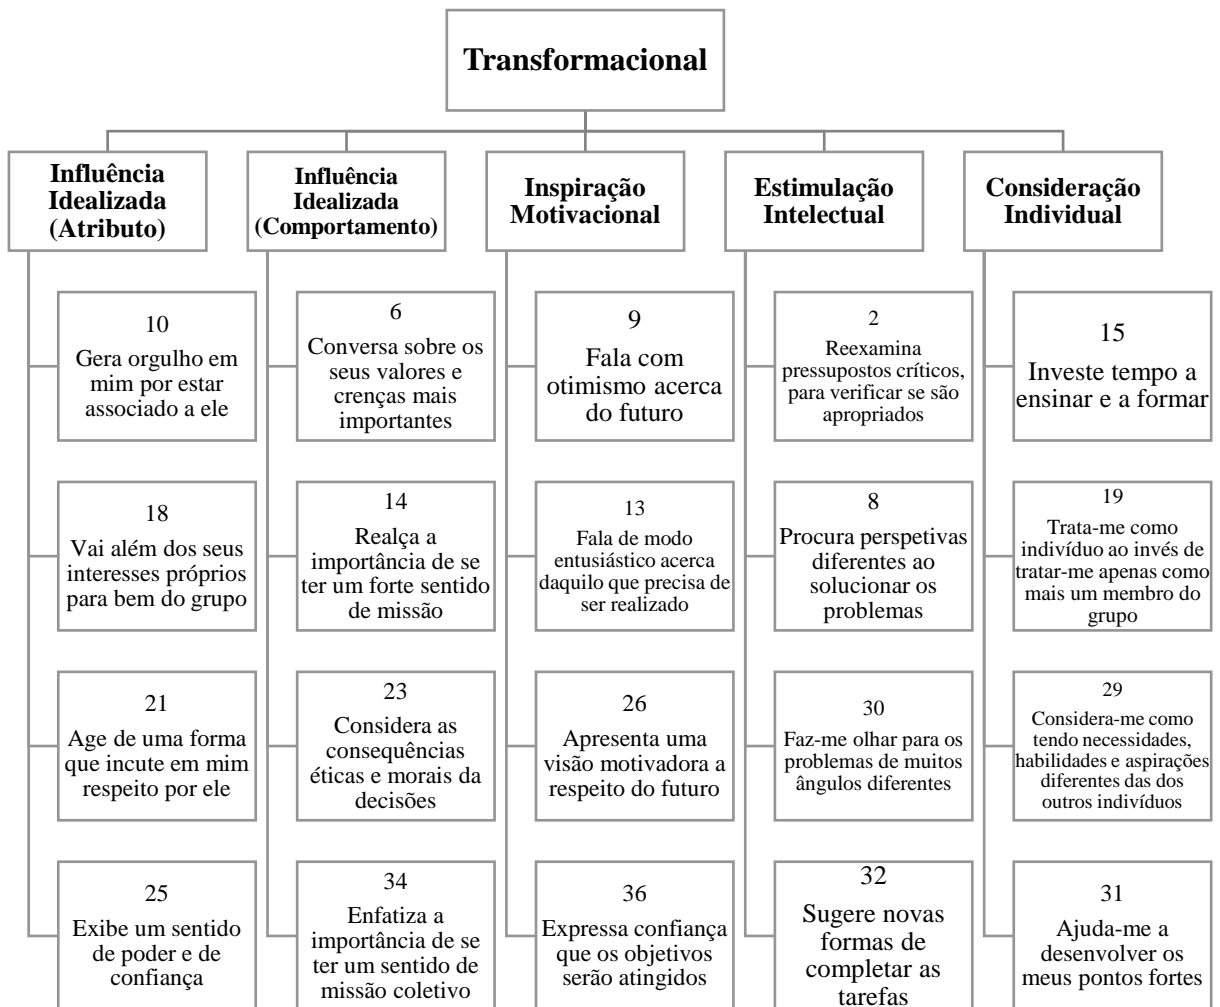 Transformacional
Influência
Idealizada
(Atributo)
10
Gera orgulho em
mim por estar
associado a ele
18
Vai além dos seus
interesses próprios
para bem do grupo
21
Age de uma forma
que incute em mim
respeito por ele
25
Exibe um sentido
de poder e de
confiança
Influência
Idealizada
(Comportamento)
6
Conversa sobre os
seus valores e
crenças mais
importantes
14
Realça a
importância de se
ter um forte sentido
de missão
23
Considera as
consequências
éticas e morais da
decisões
34
Enfatiza a
importância de se
ter um sentido de
missão coletivo
Inspiração
Motivacional
9
Fala com
otimismo acerca
do futuro
13
Fala de modo
entusiástico acerca
daquilo que precisa de
ser realizado
26
Apresenta uma
visão motivadora a
respeito do futuro
36
Expressa confiança
que os objetivos
serão atingidos
Estimulação
Intelectual
2
Reexamina
pressupostos críticos,
para verificar se são
apropriados
8
Procura perspetivas
diferentes ao
solucionar os
problemas
30
Faz-me olhar para os
problemas de muitos
ângulos diferentes
32
Sugere novas
formas de
completar as
tarefas
Consideração
Individual
15
Investe tempo a
ensinar e a formar
19
Trata-me como
indivíduo ao invés de
tratar-me apenas como
mais um membro do
grupo
29
Considera-me como
tendo necessidades,
habilidades e aspirações
diferentes das dos
outros indivíduos
31
Ajuda-me a
desenvolver os
meus pontos fortes